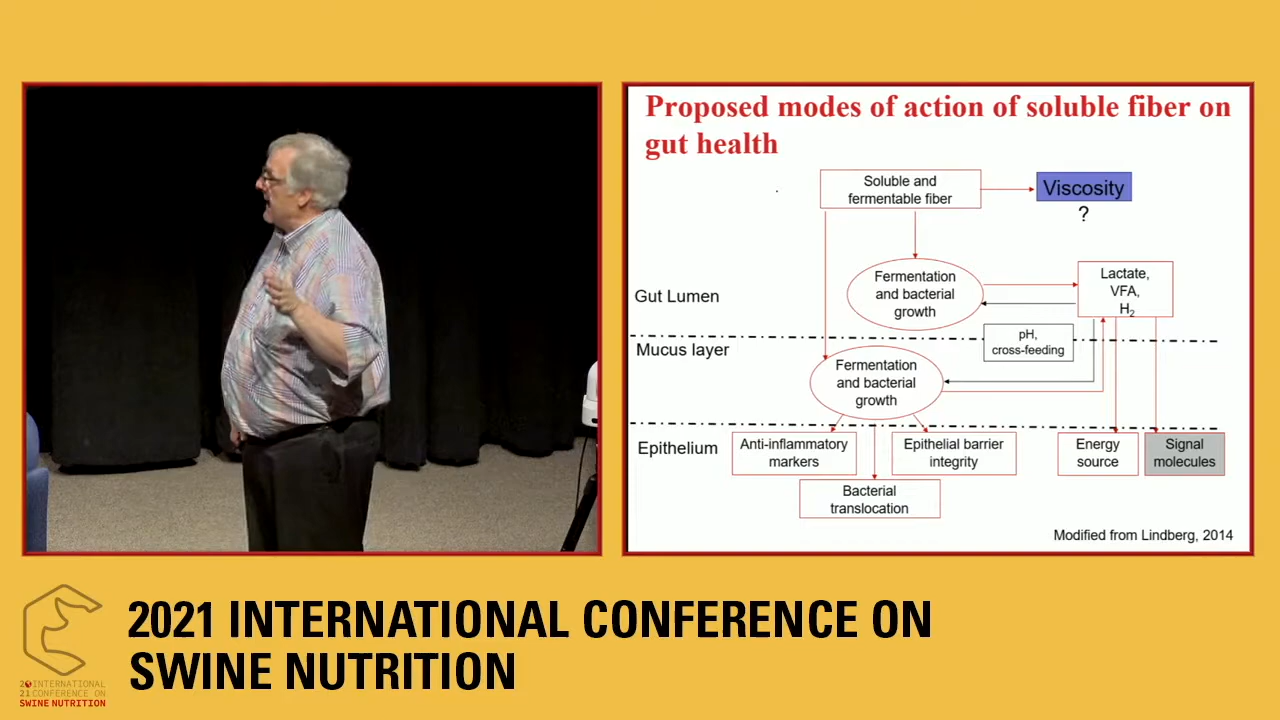 Proposed modes of action of soluble fiber on
gut health
Soluble and
fermentable fiber
Viscosity
?
Gut Lumen
Fermentation
and bacterial
growth
Lactate,
VFA,
H₂
pH,
cross-feeding
Mucus layer
Fermentation
and bacterial
growth
Epithelium
Anti-inflammatory
markers
Epithelial barrier
integrity
Energy
source
Signal
molecules
Bacterial
translocation
Modified from Lindberg, 2014
2021 INTERNATIONAL CONFERENCE ON
SWINE NUTRITION
20 INTERNATIONAL
21 CONFERENCE ON
SWINE NUTRITION